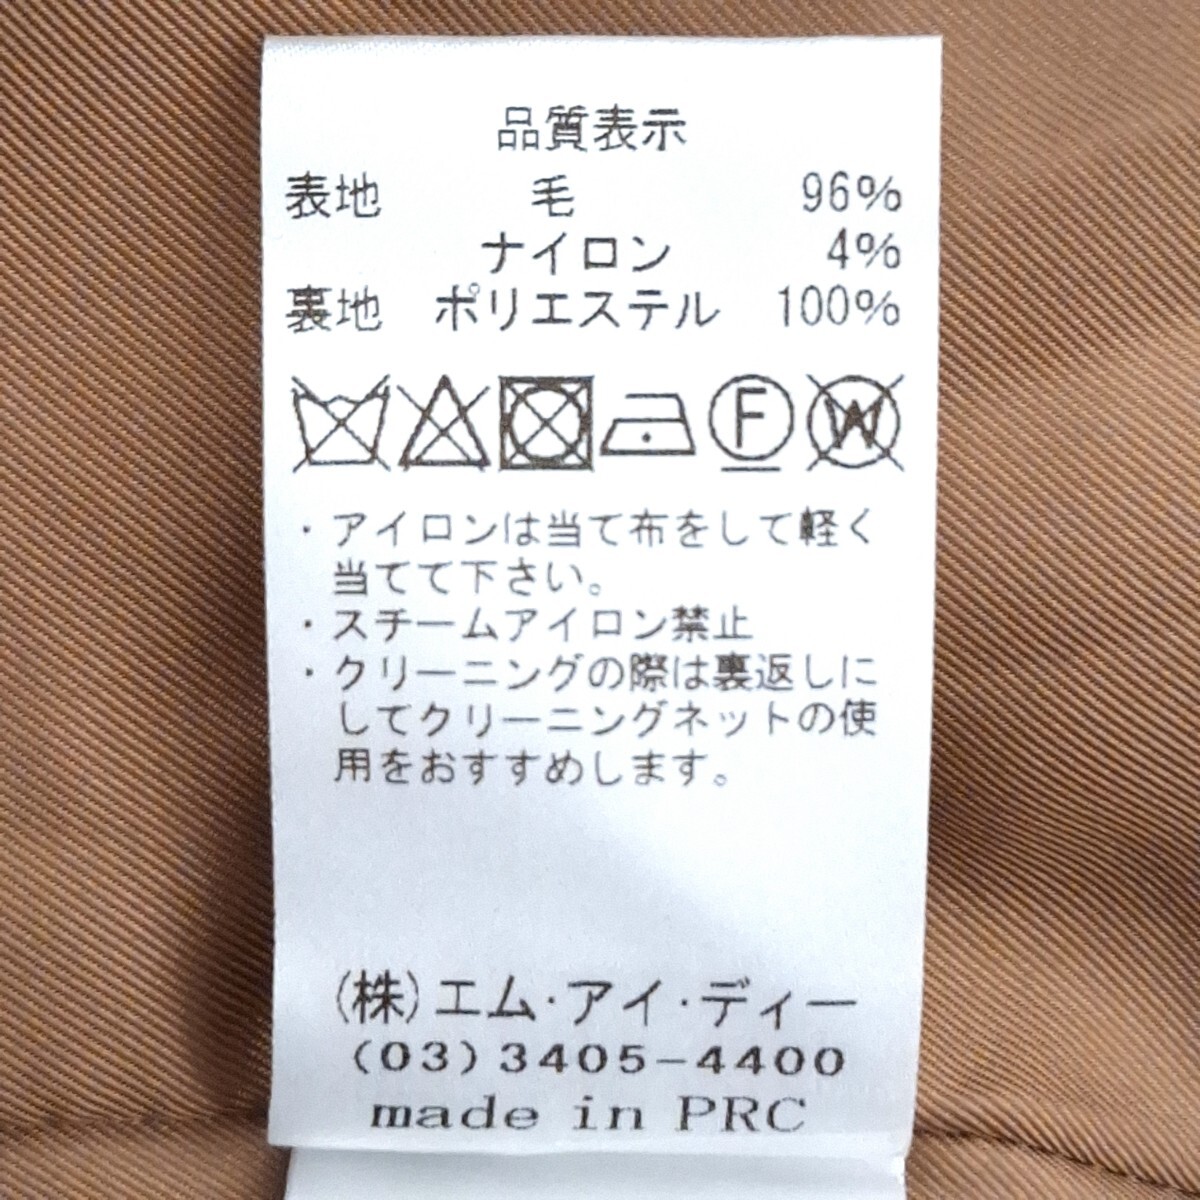 品質表示
表地 毛 96%
ナイロン 4%
裏地 ポリエステル 100%
F W
・アイロンは当て布をして軽く
当てて下さい。
・スチームアイロン禁止
・クリーニングの際は裏返しに
してクリーニングネットの使
用をおすすめします。
(株)エム・アイ・ディー
(03)3405-4400
made in PRC